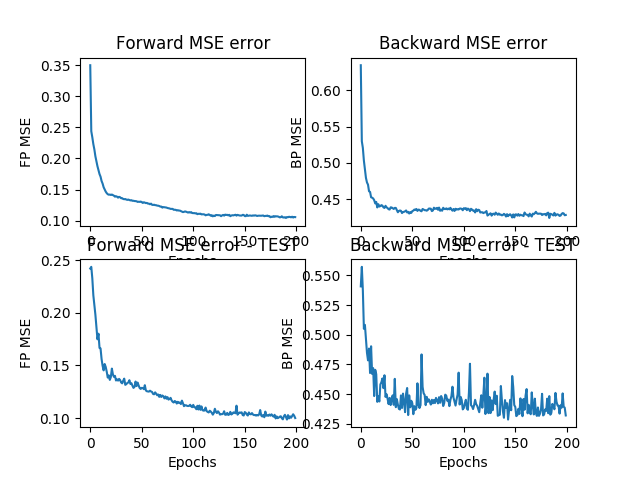 Forward MSE error
Backward MSE error
FP MSE
0.35
0.30
0.25
0.20
0.15
0.10
0 50 100 150 200
Epochs
BP MSE
0.60
0.55
0.50
0.45
0 50 100 150 200
Epochs
Forward MSE error - TEST
Backward MSE error - TEST
FP MSE
0.25
0.20
0.15
0.10
0 50 100 150 200
Epochs
BP MSE
0.550
0.525
0.500
0.475
0.450
0.425
0 50 100 150 200
Epochs